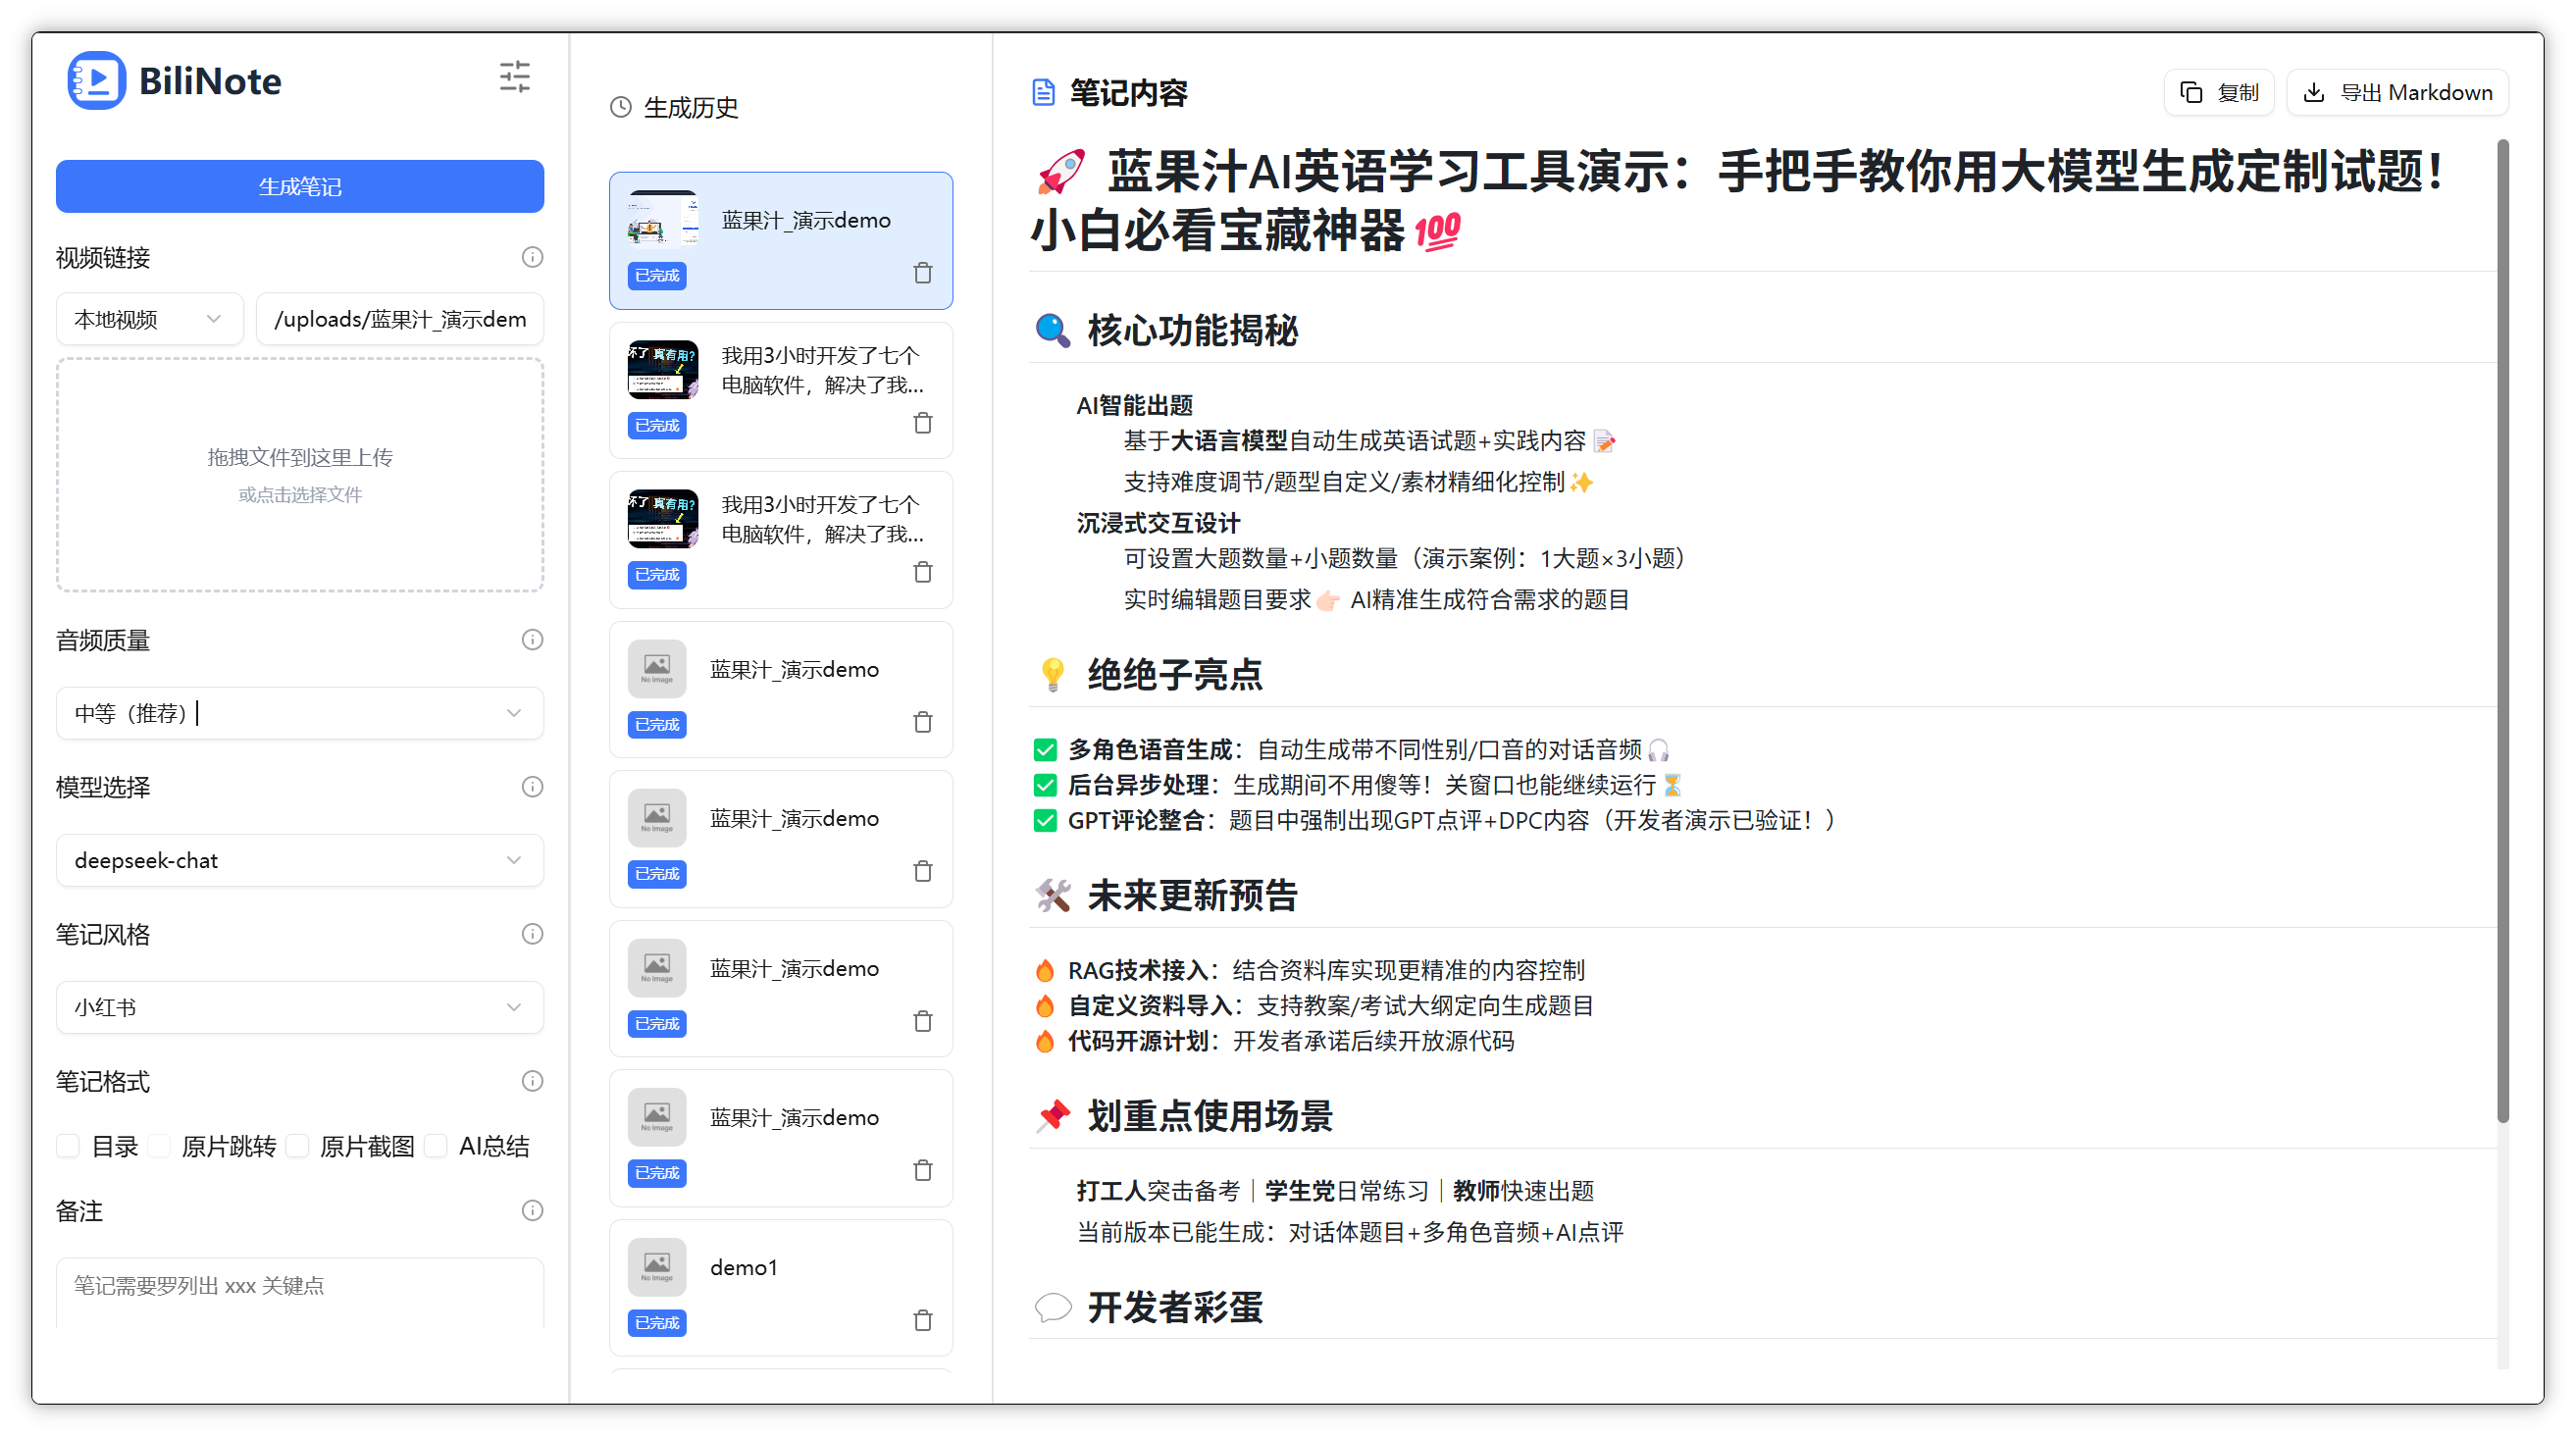 BiliNote
生成笔记
视频链接
本地视频
/uploads/蓝果汁_演示dem
拖拽文件到这里上传
或点击选择文件
音频质量
中等（推荐）
模型选择
deepseek-chat
笔记风格
小红书
笔记格式
目录 原片跳转 原片截图 AI总结
备注
笔记需要罗列出 xxx 关键点
生成历史
蓝果汁_演示demo
已完成
坏了 真有用?
我用3小时开发了七个
电脑软件，解决了我...
已完成
坏了 真有用?
我用3小时开发了七个
电脑软件，解决了我...
已完成
No Image
蓝果汁_演示demo
已完成
No Image
蓝果汁_演示demo
已完成
No Image
蓝果汁_演示demo
已完成
No Image
蓝果汁_演示demo
已完成
No Image
demo1
已完成
笔记内容
复制
导出 Markdown
🚀 蓝果汁AI英语学习工具演示：手把手教你用大模型生成定制试题！
小白必看宝藏神器💯
🔍 核心功能揭秘
AI智能出题
基于大语言模型自动生成英语试题+实践内容📝
支持难度调节/题型自定义/素材精细化控制✨
沉浸式交互设计
可设置大题数量+小题数量（演示案例：1大题×3小题）
实时编辑题目要求👉🏻 AI精准生成符合需求的题目
💡 绝绝子亮点
✅ 多角色语音生成：自动生成带不同性别/口音的对话音频🎧
✅ 后台异步处理：生成期间不用傻等！关窗口也能继续运行⏳
✅ GPT评论整合：题目中强制出现GPT点评+DPC内容（开发者演示已验证！）
🛠️ 未来更新预告
🔥 RAG技术接入：结合资料库实现更精准的内容控制
🔥 自定义资料导入：支持教案/考试大纲定向生成题目
🔥 代码开源计划：开发者承诺后续开放源代码
📌 划重点使用场景
打工人突击备考｜学生党日常练习｜教师快速出题
当前版本已能生成：对话体题目+多角色音频+AI点评
💬 开发者彩蛋